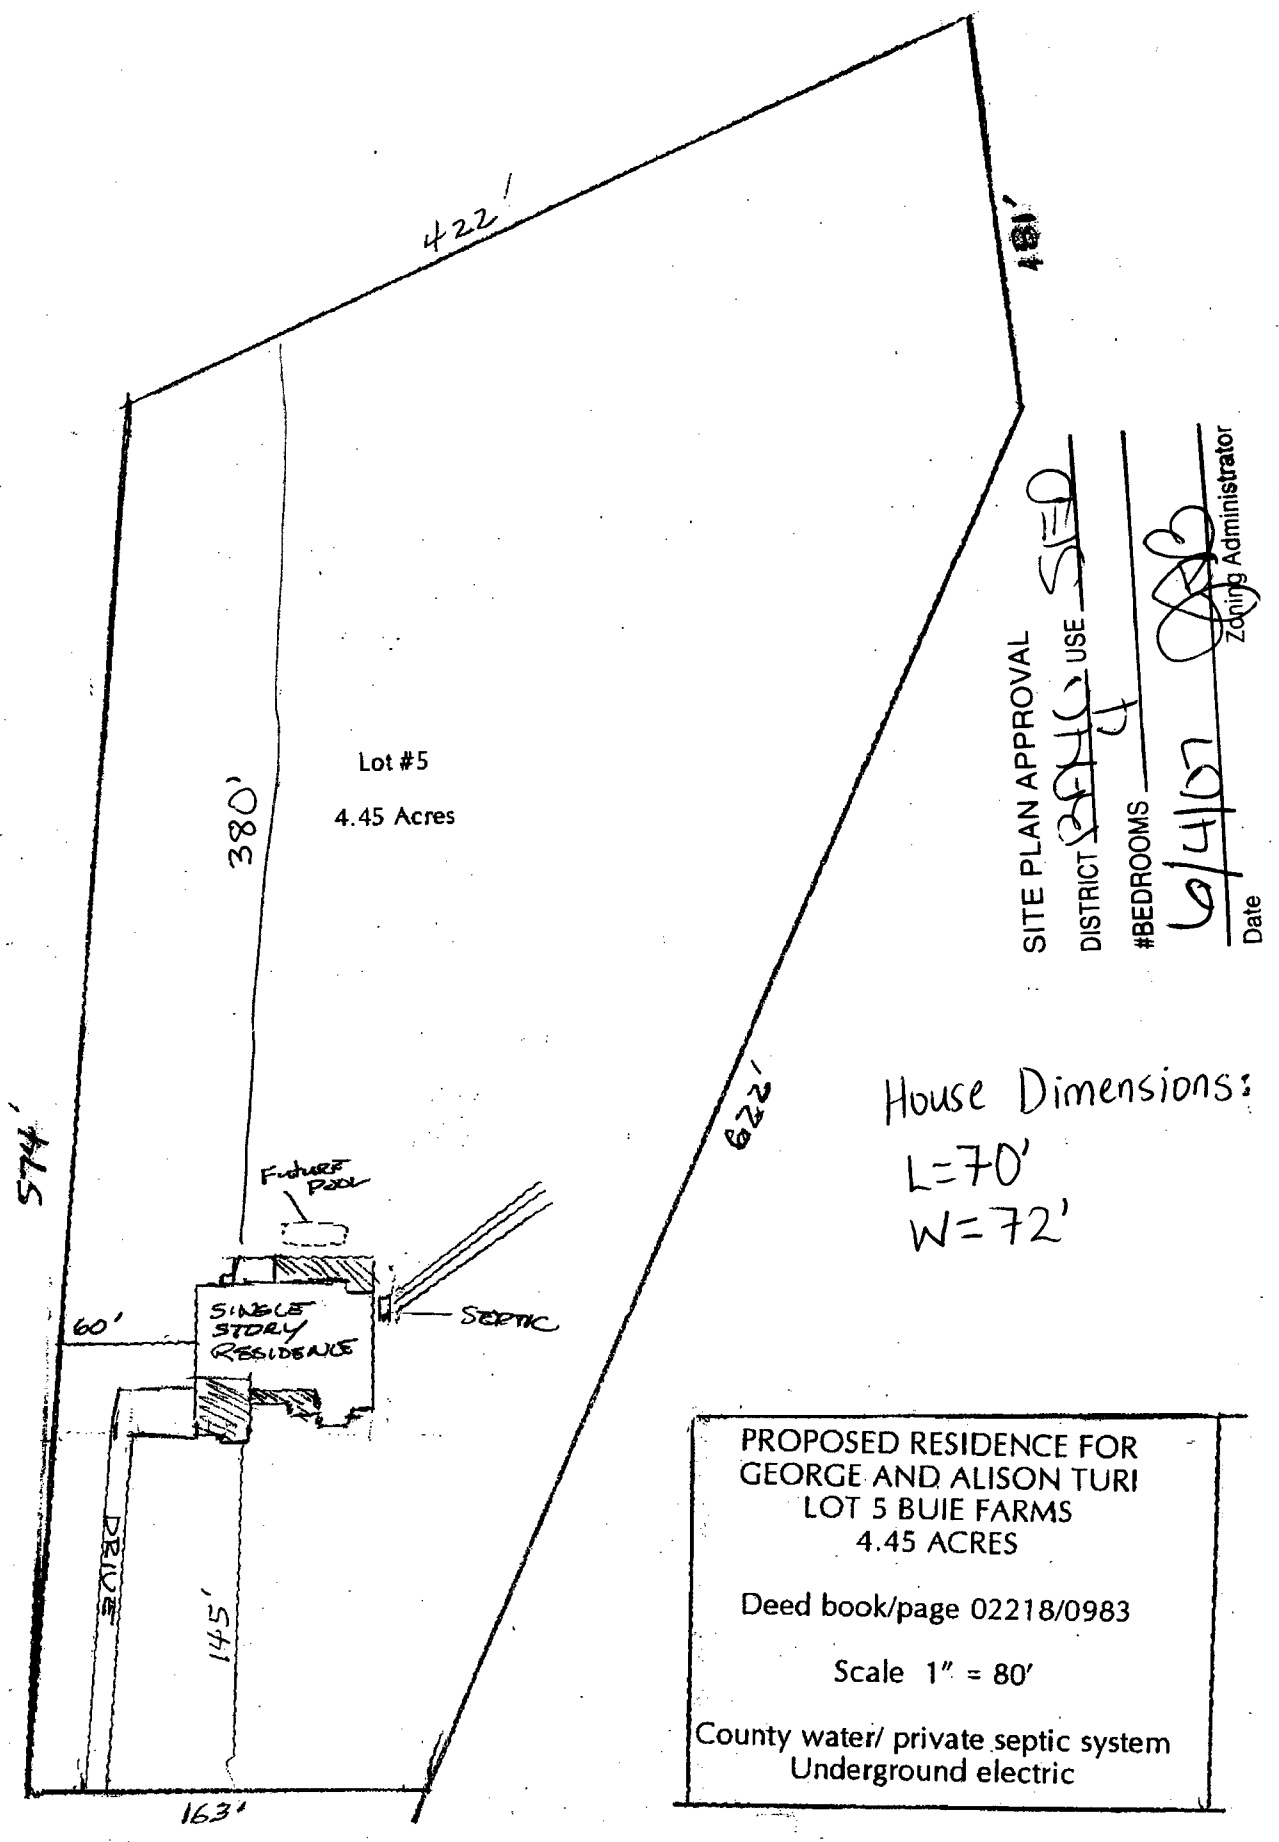 422'
181'
Lot #5
4.45 Acres
380'
574'
622'
FUTURE
POOL
SINGLE
STORY
RESIDENCE
60'
SEPTIC
DRIVE
145'
163'
SITE PLAN APPROVAL
DISTRICT RA40 USE SFD
#BEDROOMS 4
6/4/07
Date Zoning Administrator
House Dimensions:
L=70'
W=72'
PROPOSED RESIDENCE FOR
GEORGE AND ALISON TURI
LOT 5 BUIE FARMS
4.45 ACRES
Deed book/page 02218/0983
Scale 1" = 80'
County water/ private septic system
Underground electric